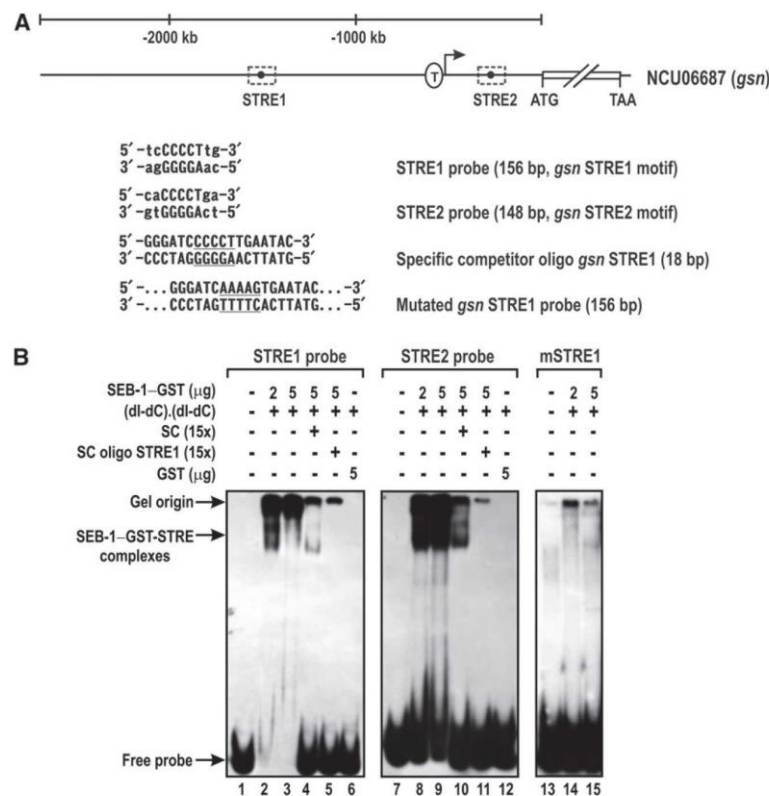 A
-2000 kb -1000 kb
T
NCU06687 (gsn)
STRE1 STRE2 ATG TAA
5´-tcCCCCTtg-3´
3´-agGGGGAac-5´
STRE1 probe (156 bp, gsn STRE1 motif)
5´-caCCCCTga-3´
3´-gtGGGGAct-5´
STRE2 probe (148 bp, gsn STRE2 motif)
5´-GGGATCCCCCTTGAATAC-3´
3´-CCCTAGGGGGAACTTATG-5´
Specific competitor oligo gsn STRE1 (18 bp)
5´-...GGGATCAAAAGTGAATAC...-3´
3´-...CCCTAGTTTTCACTTATG...-5´
Mutated gsn STRE1 probe (156 bp)
B
STRE1 probe STRE2 probe mSTRE1
SEB-1–GST (µg) - 2 5 5 5 - - 2 5 5 5 - - 2 5
(dI-dC).(dI-dC) - + + + + + - + + + + + - + +
SC (15x) - - - + - - - - - + - - - - -
SC oligo STRE1 (15x) - - - - + - - - - - + - - - -
GST (µg) - - - - - 5 - - - - - 5 - - -
Gel origin
SEB-1–GST-STRE
complexes
Free probe
1 2 3 4 5 6 7 8 9 10 11 12 13 14 15